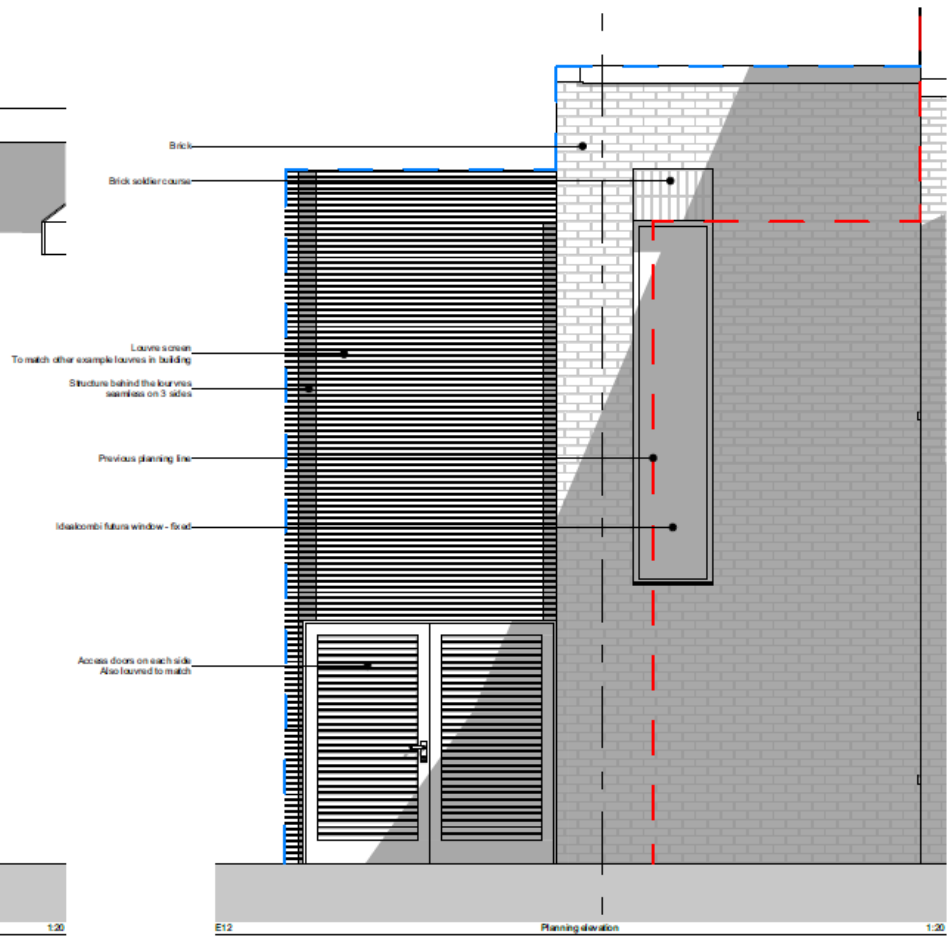 Brick
Brick soldier course
Louvre screen
To match other example louvres in building
Structure behind the lourvres
seamless on 3 sides
Previous planning line
Idealcombi futura window - fixed
Access doors on each side
Also louvred to match
1:20
E12
Planning elevation
1:20